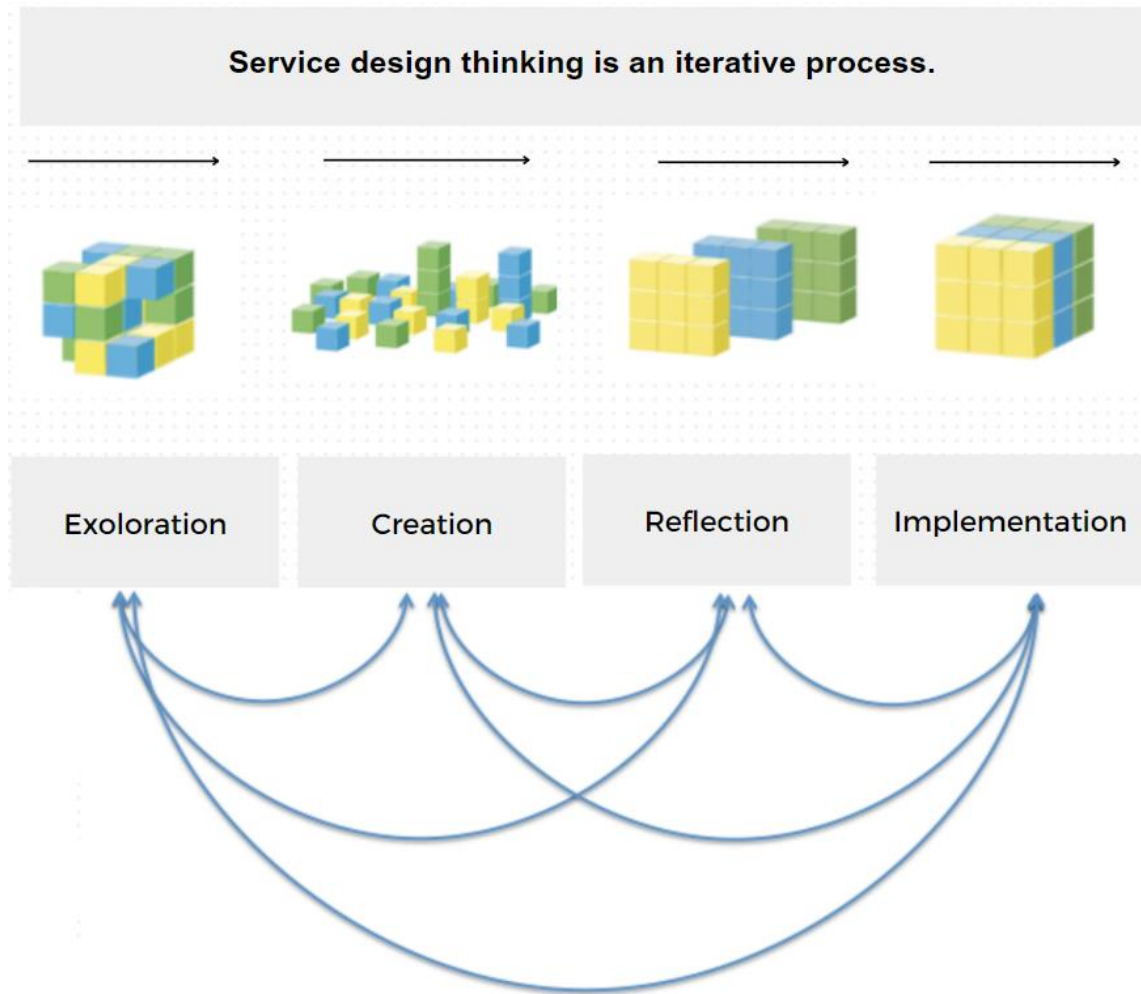 Service design thinking is an iterative process.
Exoloration
Creation
Reflection
Implementation